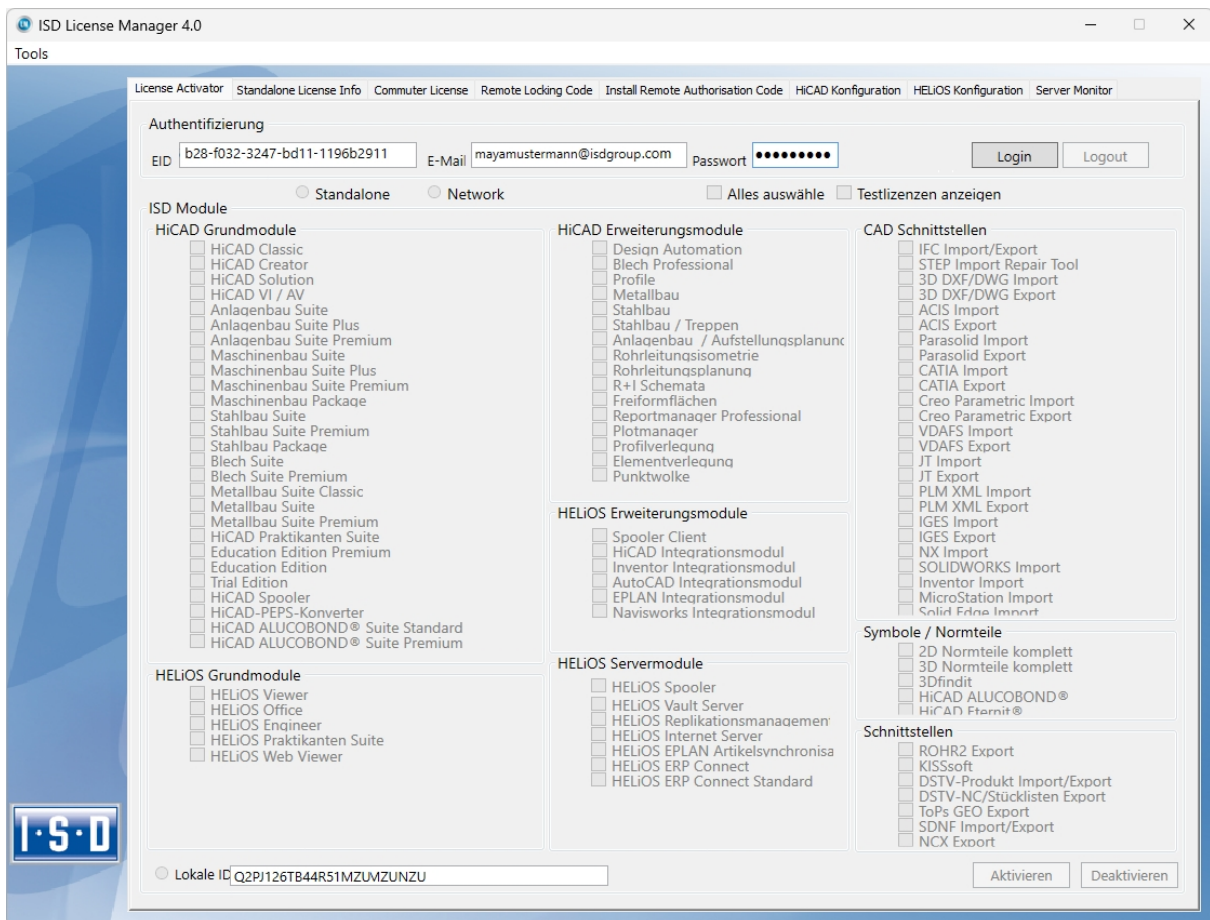 ISD License Manager 4.0
Tools
License Activator Standalone License Info Commuter License Remote Locking Code Install Remote Authorisation Code HiCAD Konfiguration HELiOS Konfiguration Server Monitor
Authentifizierung
EID b28-f032-3247-bd11-1196b2911 E-Mail mayamustermann@isdgroup.com Passwort ●●●●●●●●● Login Logout
Standalone Network Alles auswähle Testlizenzen anzeigen
ISD Module
HiCAD Grundmodule
HiCAD Classic
HiCAD Creator
HiCAD Solution
HiCAD VI / AV
Anlagenbau Suite
Anlagenbau Suite Plus
Anlagenbau Suite Premium
Maschinenbau Suite
Maschinenbau Suite Plus
Maschinenbau Suite Premium
Maschinenbau Package
Stahlbau Suite
Stahlbau Suite Premium
Stahlbau Package
Blech Suite
Blech Suite Premium
Metallbau Suite Classic
Metallbau Suite
Metallbau Suite Premium
HiCAD Praktikanten Suite
Education Edition Premium
Education Edition
Trial Edition
HiCAD Spooler
HiCAD-PEPS-Konverter
HiCAD ALUCOBOND® Suite Standard
HiCAD ALUCOBOND® Suite Premium
HELiOS Grundmodule
HELiOS Viewer
HELiOS Office
HELiOS Engineer
HELiOS Praktikanten Suite
HELiOS Web Viewer
HiCAD Erweiterungsmodule
Design Automation
Blech Professional
Profile
Metallbau
Stahlbau
Stahlbau / Treppen
Anlagenbau / Aufstellungsplanung
Rohrleitungsisometrie
Rohrleitungsplanung
R+I Schemata
Freiformflächen
Reportmanager Professional
Plotmanager
Profilverlegung
Elementverlegung
Punktwolke
HELiOS Erweiterungsmodule
Spooler Client
HiCAD Integrationsmodul
Inventor Integrationsmodul
AutoCAD Integrationsmodul
EPLAN Integrationsmodul
Navisworks Integrationsmodul
HELiOS Servermodule
HELiOS Spooler
HELiOS Vault Server
HELiOS Replikationsmanagement
HELiOS Internet Server
HELiOS EPLAN Artikelsynchronisa
HELiOS ERP Connect
HELiOS ERP Connect Standard
CAD Schnittstellen
IFC Import/Export
STEP Import Repair Tool
3D DXF/DWG Import
3D DXF/DWG Export
ACIS Import
ACIS Export
Parasolid Import
Parasolid Export
CATIA Import
CATIA Export
Creo Parametric Import
Creo Parametric Export
VDAFS Import
VDAFS Export
JT Import
JT Export
PLM XML Import
PLM XML Export
IGES Import
IGES Export
NX Import
SOLIDWORKS Import
Inventor Import
MicroStation Import
Solid Edge Import
Symbole / Normteile
2D Normteile komplett
3D Normteile komplett
3Dfindit
HiCAD ALUCOBOND®
HiCAD Eternit®
Schnittstellen
ROHR2 Export
KISSsoft
DSTV-Produkt Import/Export
DSTV-NC/Stücklisten Export
ToPs GEO Export
SDNF Import/Export
NCX Export
I·S·D
Lokale ID Q2PJ126TB44R51MZUMZUNZU Aktivieren Deaktivieren